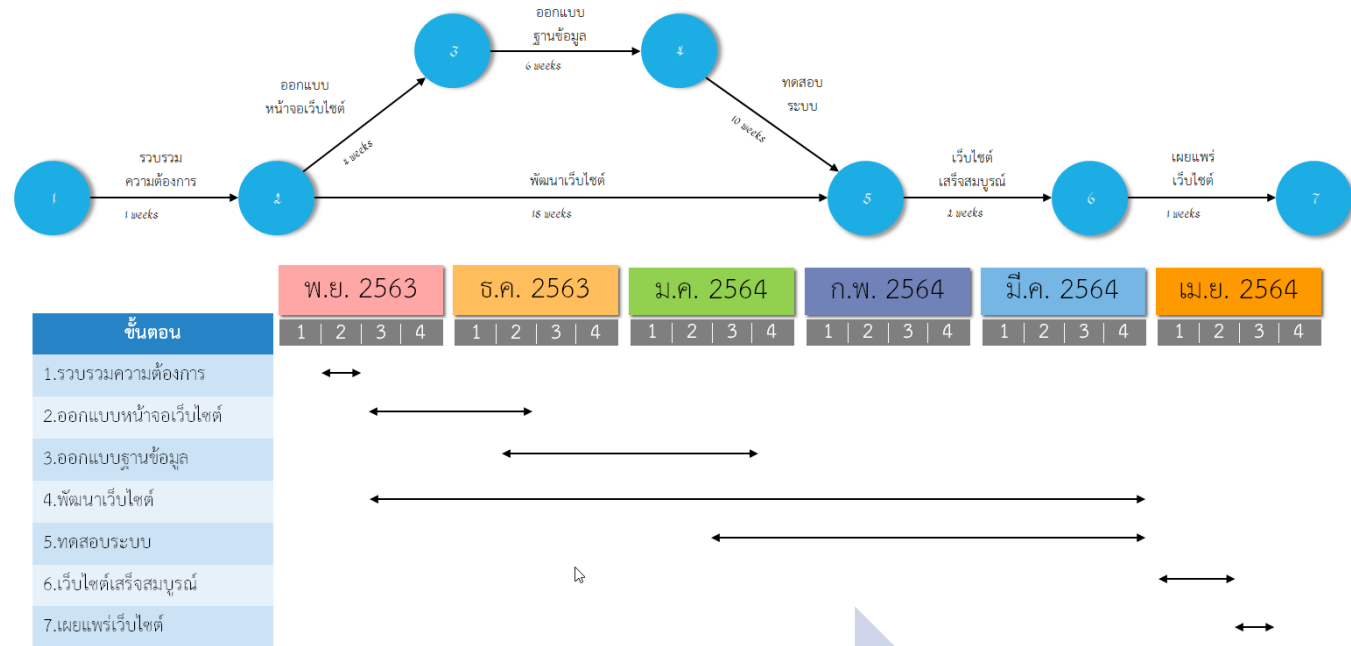 ออกแบบ
ฐานข้อมูล
3
4
6 weeks
ออกแบบ
หน้าจอเว็บไซต์
4 weeks
ทดสอบ
ระบบ
10 weeks
รวบรวม
ความต้องการ
1
2
1 weeks
พัฒนาเว็บไซต์
18 weeks
เว็บไซต์
เสร็จสมบูรณ์
5
6
2 weeks
เผยแพร่
เว็บไซต์
7
1 weeks
พ.ย. 2563 ธ.ค. 2563 ม.ค. 2564 ก.พ. 2564 มี.ค. 2564 เม.ย. 2564
ขั้นตอน 1 | 2 | 3 | 4 1 | 2 | 3 | 4 1 | 2 | 3 | 4 1 | 2 | 3 | 4 1 | 2 | 3 | 4 1 | 2 | 3 | 4
1.รวบรวมความต้องการ
2.ออกแบบหน้าจอเว็บไซต์
3.ออกแบบฐานข้อมูล
4.พัฒนาเว็บไซต์
5.ทดสอบระบบ
6.เว็บไซต์เสร็จสมบูรณ์
7.เผยแพร่เว็บไซต์